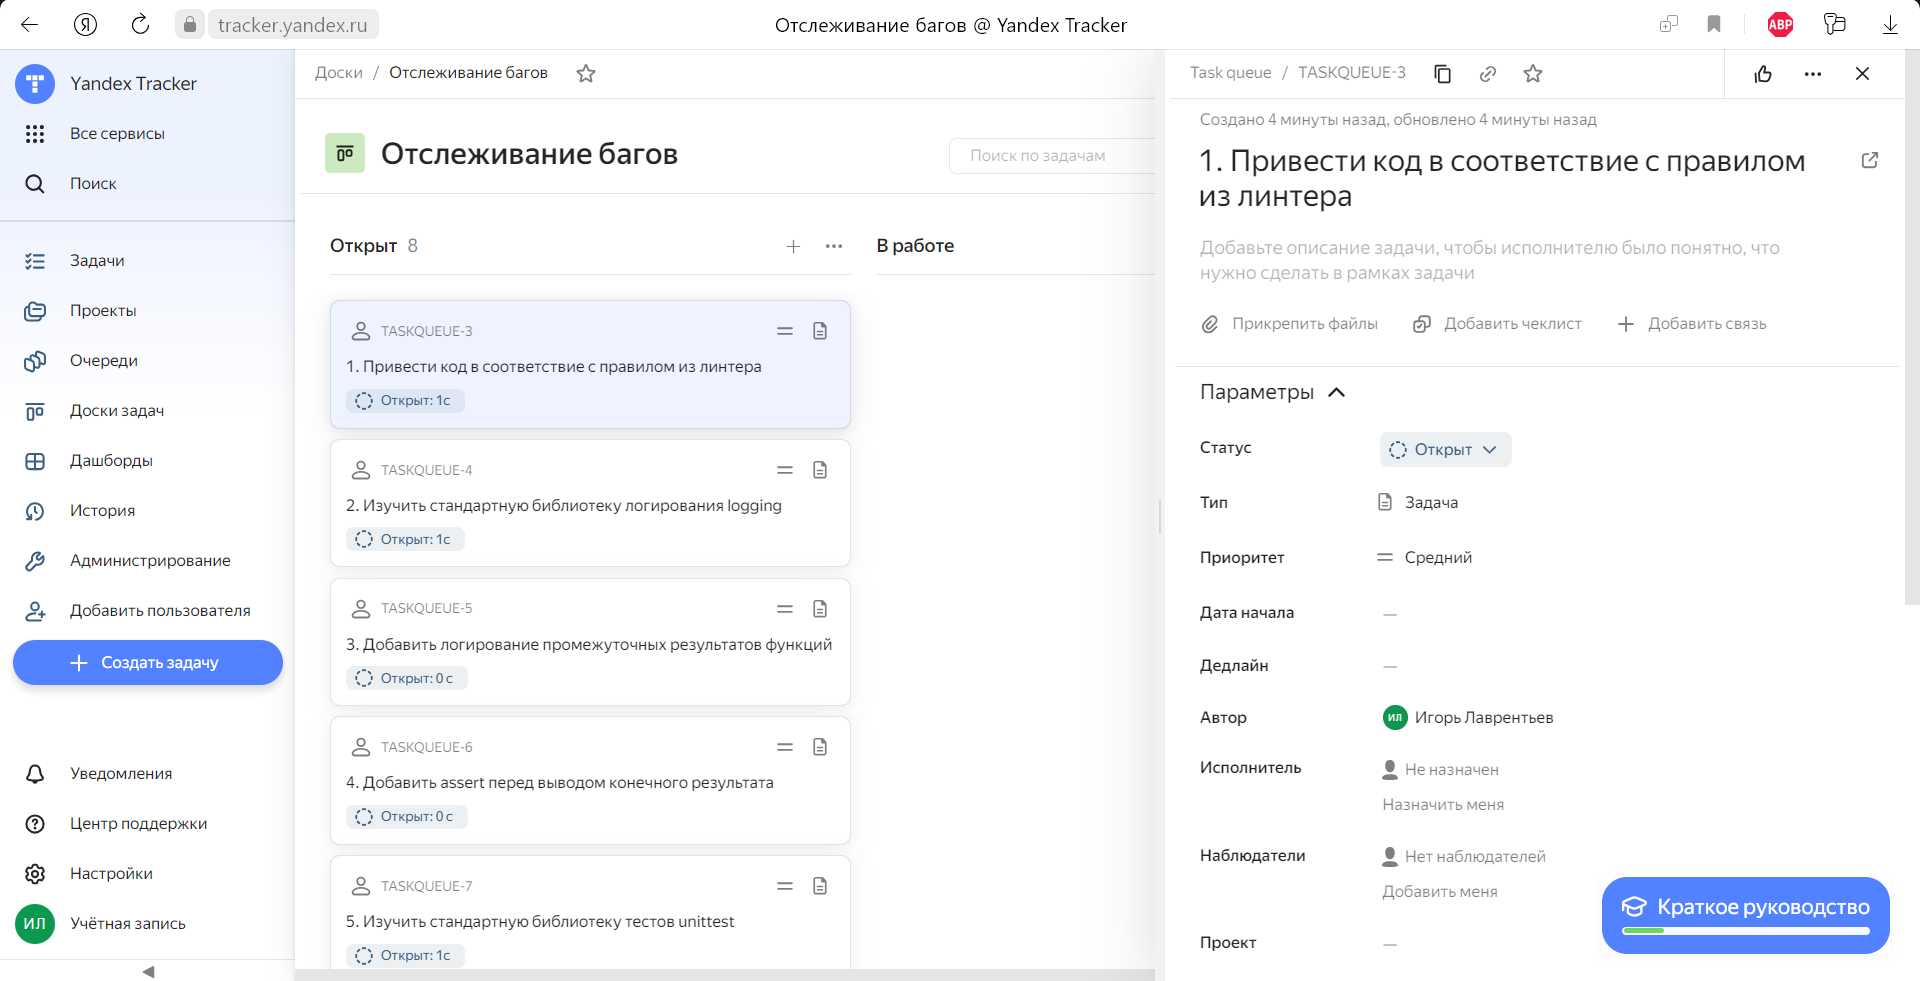 tracker.yandex.ru
Отслеживание багов @ Yandex Tracker
ABP
Yandex Tracker
Все сервисы
Поиск
Задачи
Проекты
Очереди
Доски задач
Дашборды
История
Администрирование
Добавить пользователя
Создать задачу
Уведомления
Центр поддержки
Настройки
ИЛ Учётная запись
Доски / Отслеживание багов
Отслеживание багов
Поиск по задачам
Открыт 8
В работе
TASKQUEUE-3
1. Привести код в соответствие с правилом из линтера
Открыт: 1с
TASKQUEUE-4
2. Изучить стандартную библиотеку логирования logging
Открыт: 1с
TASKQUEUE-5
3. Добавить логирование промежуточных результатов функций
Открыт: 0 с
TASKQUEUE-6
4. Добавить assert перед выводом конечного результата
Открыт: 0 с
TASKQUEUE-7
5. Изучить стандартную библиотеку тестов unittest
Открыт: 1с
Task queue / TASKQUEUE-3
Создано 4 минуты назад, обновлено 4 минуты назад
1. Привести код в соответствие с правилом
из линтера
Добавьте описание задачи, чтобы исполнителю было понятно, что
нужно сделать в рамках задачи
Прикрепить файлы Добавить чеклист Добавить связь
Параметры
Статус Открыт
Тип Задача
Приоритет Средний
Дата начала —
Дедлайн —
Автор ИЛ Игорь Лаврентьев
Исполнитель Не назначен
Назначить меня
Наблюдатели Нет наблюдателей
Добавить меня
Проект —
Краткое руководство